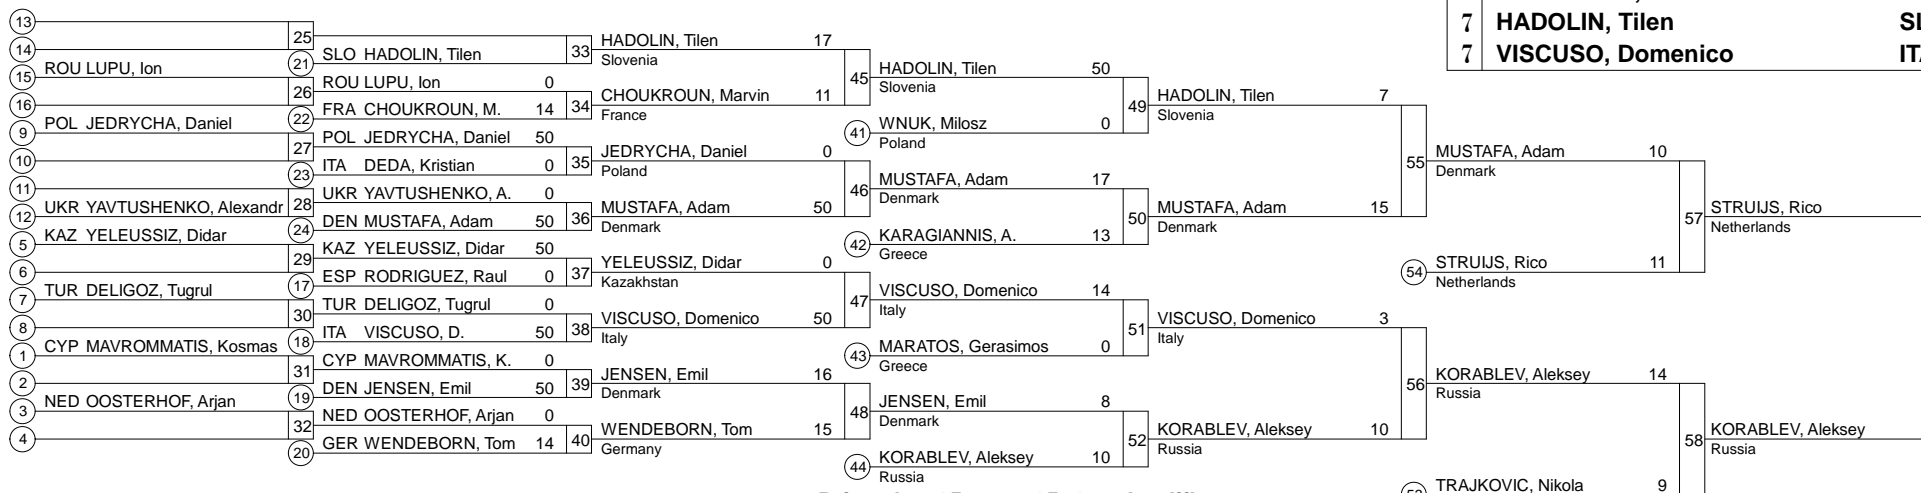 7 HADOLIN, Tilen
7 VISCUSO, Domenico
13
14
ROU LUPU, Ion
15
16
POL JEDRYCHA, Daniel
9
10
11
UKR YAVTUSHENKO, Alexandr
12
KAZ YELEUSSIZ, Didar
5
6
TUR DELIGOZ, Tugrul
7
8
CYP MAVROMMATIS, Kosmas
1
2
NED OOSTERHOF, Arjan
3
4
25
SLO HADOLIN, Tilen
21
ROU LUPU, Ion 0
26
FRA CHOUKROUN, M. 14
22
POL JEDRYCHA, Daniel 50
27
ITA DEDA, Kristian 0
23
UKR YAVTUSHENKO, A. 0
28
DEN MUSTAFA, Adam 50
24
KAZ YELEUSSIZ, Didar 50
29
ESP RODRIGUEZ, Raul 0
17
TUR DELIGOZ, Tugrul 0
30
ITA VISCUSO, D. 50
18
CYP MAVROMMATIS, K. 0
31
DEN JENSEN, Emil 50
19
NED OOSTERHOF, Arjan 0
32
GER WENDEBORN, Tom 14
20
HADOLIN, Tilen 17
33
Slovenia
CHOUKROUN, Marvin 11
34
France
JEDRYCHA, Daniel 0
35
Poland
MUSTAFA, Adam 50
36
Denmark
YELEUSSIZ, Didar 0
37
Kazakhstan
VISCUSO, Domenico 50
38
Italy
JENSEN, Emil 16
39
Denmark
WENDEBORN, Tom 15
40
Germany
45
HADOLIN, Tilen 50
Slovenia
WNUK, Milosz 0
41
Poland
46
MUSTAFA, Adam 17
Denmark
KARAGIANNIS, A. 13
42
Greece
47
VISCUSO, Domenico 14
Italy
MARATOS, Gerasimos 0
43
Greece
48
JENSEN, Emil 8
Denmark
KORABLEV, Aleksey 10
44
Russia
49
HADOLIN, Tilen 7
Slovenia
50
MUSTAFA, Adam 15
Denmark
51
VISCUSO, Domenico 3
Italy
52
KORABLEV, Aleksey 10
Russia
55
MUSTAFA, Adam 10
Denmark
STRUIJS, Rico 11
54
Netherlands
56
KORABLEV, Aleksey 14
Russia
TRAJKOVIC, Nikola 9
57
STRUIJS, Rico
Netherlands
58
KORABLEV, Aleksey
Russia